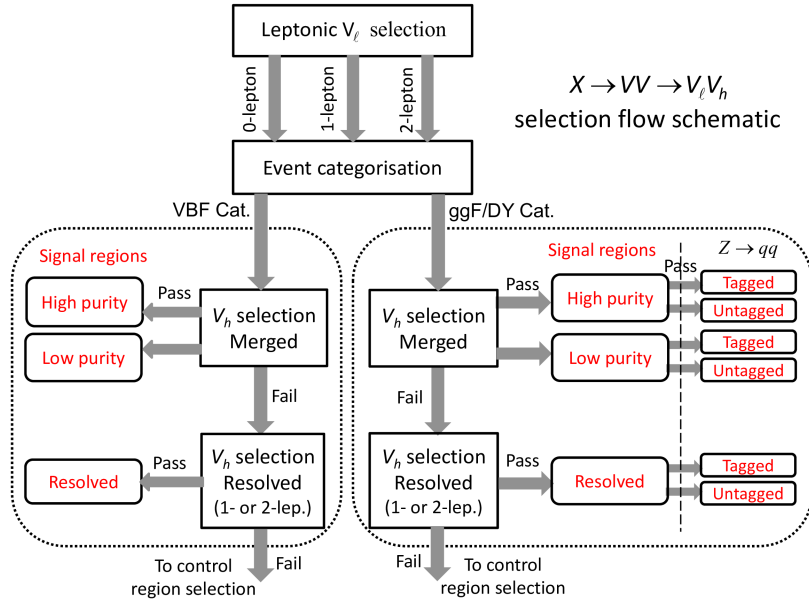 Leptonic Vℓ selection
0-lepton
1-lepton
2-lepton
X → VV → VℓVh
selection flow schematic
Event categorisation
VBF Cat.
ggF/DY Cat.
Signal regions
Pass
High purity
Low purity
Vh selection
Merged
Fail
Pass
Resolved
Vh selection
Resolved
(1- or 2-lep.)
To control
region selection
Fail
Signal regions
Z → qq
Pass
Pass
Vh selection
Merged
High purity
Low purity
Tagged
Untagged
Tagged
Untagged
Fail
Vh selection
Resolved
(1- or 2-lep.)
Pass
Resolved
Tagged
Untagged
Fail
To control
region selection